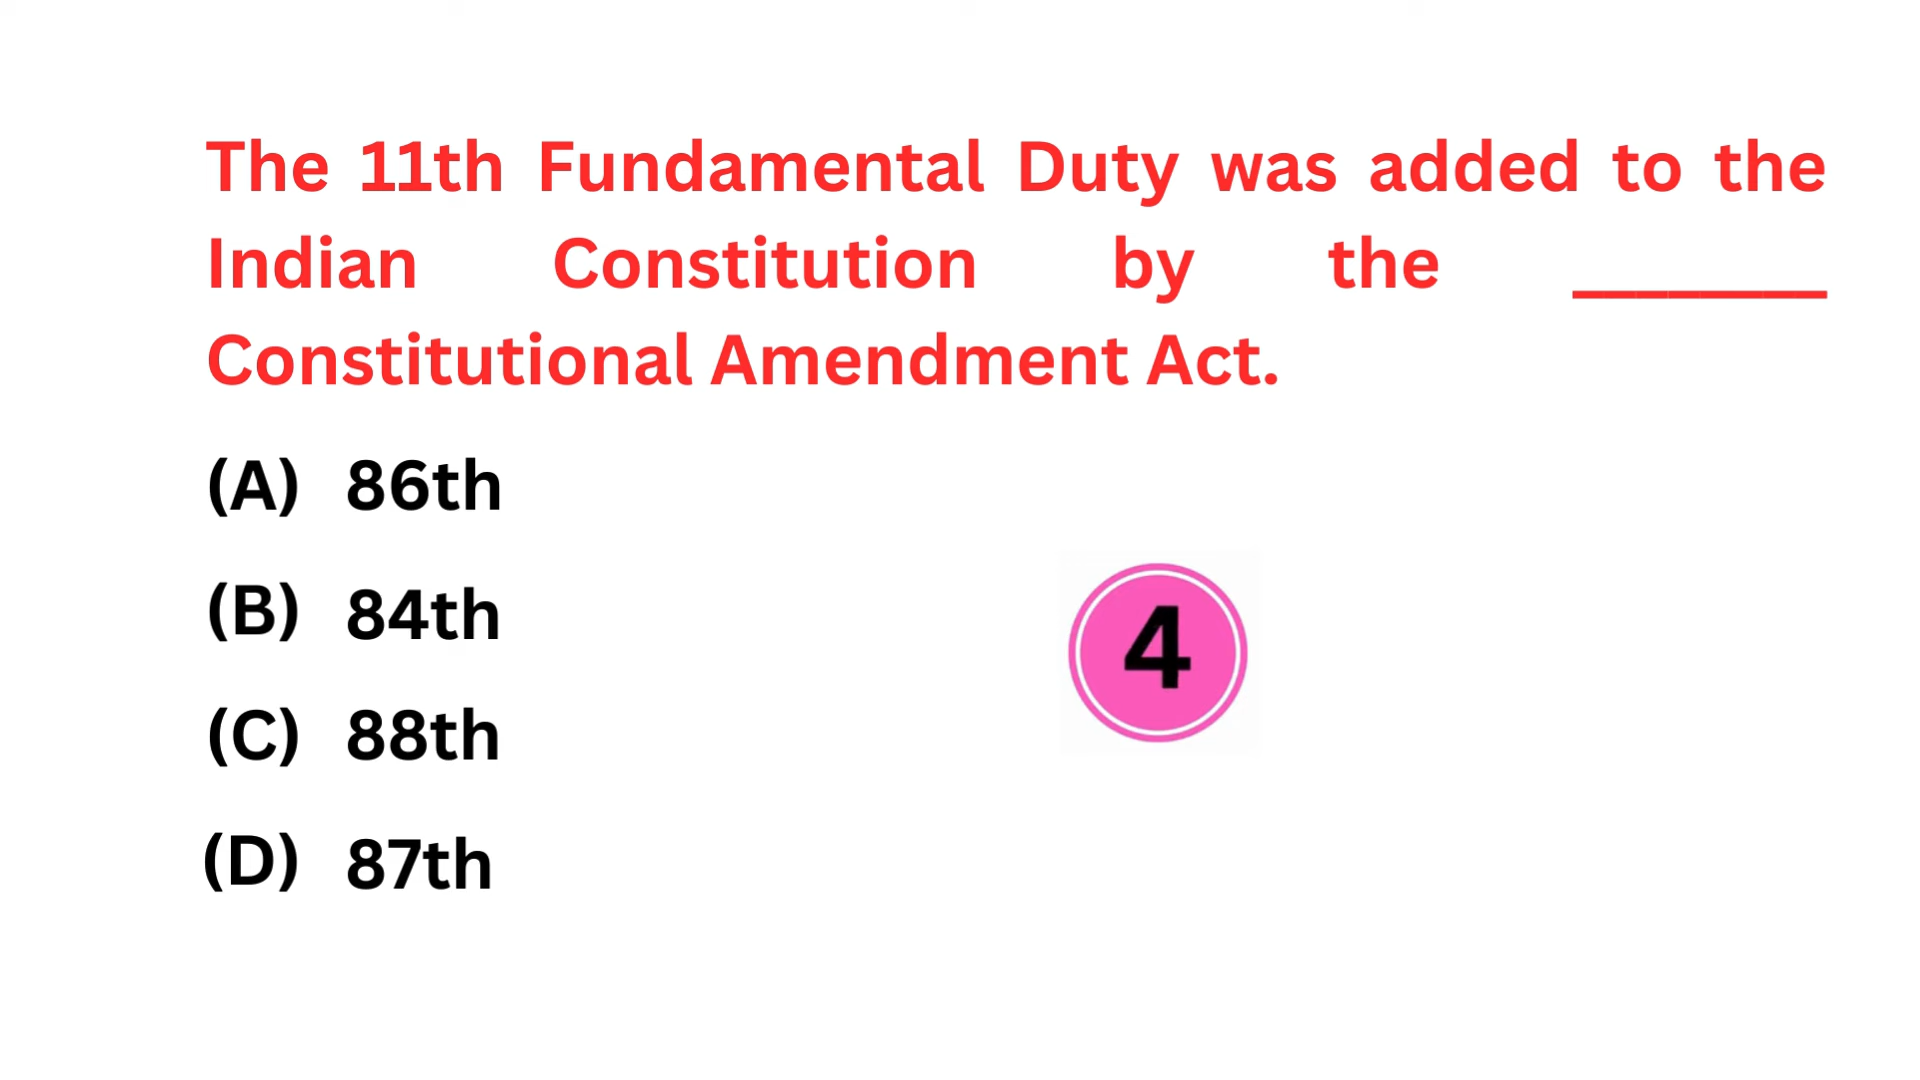 The 11th Fundamental Duty was added to the
Indian Constitution by the ________
Constitutional Amendment Act.
(A) 86th
(B) 84th
(C) 88th
(D) 87th
4